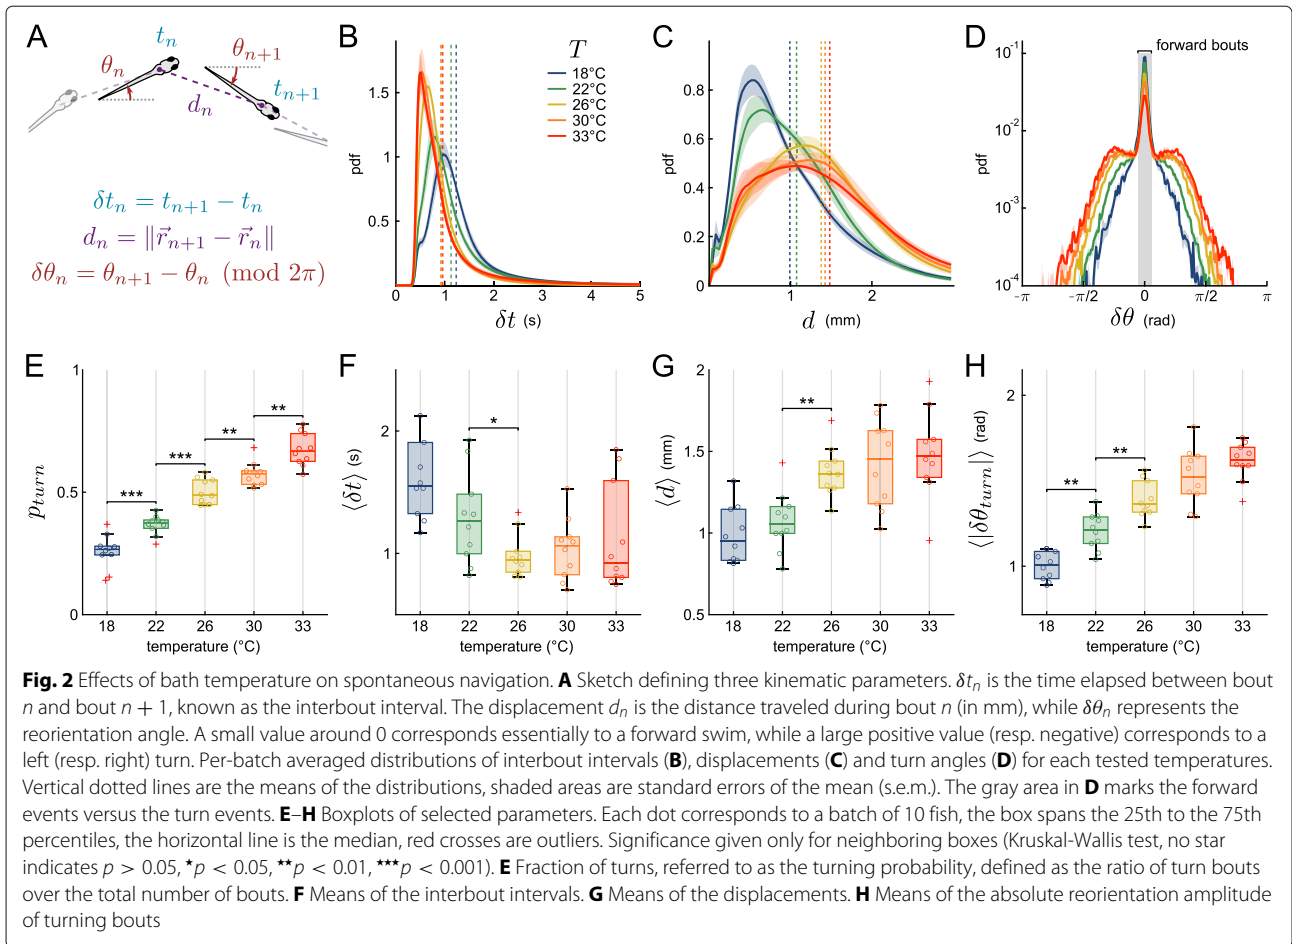 A
t_n
θ_n
θ_{n+1}
t_{n+1}
d_n
δt_n = t_{n+1} − t_n
d_n = ‖r⃗_{n+1} − r⃗_n‖
δθ_n = θ_{n+1} − θ_n (mod 2π)
B
T
18°C
22°C
26°C
30°C
33°C
pdf
1.5
1
0.5
0 1 2 3 4 5
δt (s)
C
pdf
0.8
0.6
0.4
0.2
0
1 2
d (mm)
D
forward bouts
pdf
10^-1
10^-2
10^-3
10^-4
-π -π/2 0 π/2 π
δθ (rad)
E
p_turn
1
0.5
0
*** *** ** **
18 22 26 30 33
temperature (°C)
F
⟨δt⟩ (s)
2
1
*
18 22 26 30 33
temperature (°C)
G
⟨d⟩ (mm)
2
1.5
1
0.5
**
18 22 26 30 33
temperature (°C)
H
⟨|δθ_turn|⟩ (rad)
2
1
** **
18 22 26 30 33
temperature (°C)
Fig. 2 Effects of bath temperature on spontaneous navigation. A Sketch defining three kinematic parameters. δt_n is the time elapsed between bout
n and bout n + 1, known as the interbout interval. The displacement d_n is the distance traveled during bout n (in mm), while δθ_n represents the
reorientation angle. A small value around 0 corresponds essentially to a forward swim, while a large positive value (resp. negative) corresponds to a
left (resp. right) turn. Per-batch averaged distributions of interbout intervals (B), displacements (C) and turn angles (D) for each tested temperatures.
Vertical dotted lines are the means of the distributions, shaded areas are standard errors of the mean (s.e.m.). The gray area in D marks the forward
events versus the turn events. E–H Boxplots of selected parameters. Each dot corresponds to a batch of 10 fish, the box spans the 25th to the 75th
percentiles, the horizontal line is the median, red crosses are outliers. Significance given only for neighboring boxes (Kruskal-Wallis test, no star
indicates p > 0.05, ★p < 0.05, ★★p < 0.01, ★★★p < 0.001). E Fraction of turns, referred to as the turning probability, defined as the ratio of turn bouts
over the total number of bouts. F Means of the interbout intervals. G Means of the displacements. H Means of the absolute reorientation amplitude
of turning bouts